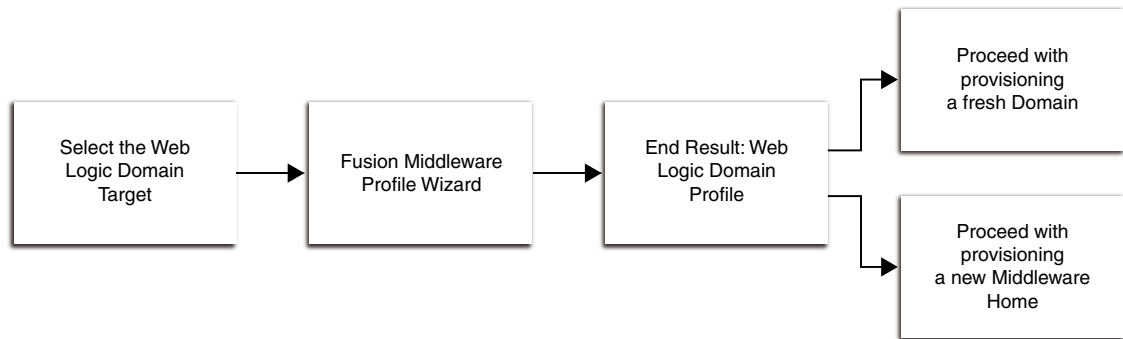 Select the Web
Logic Domain
Target
Fusion Middleware
Profile Wizard
End Result: Web
Logic Domain
Profile
Proceed with
provisioning
a fresh Domain
Proceed with
provisioning
a new Middleware
Home